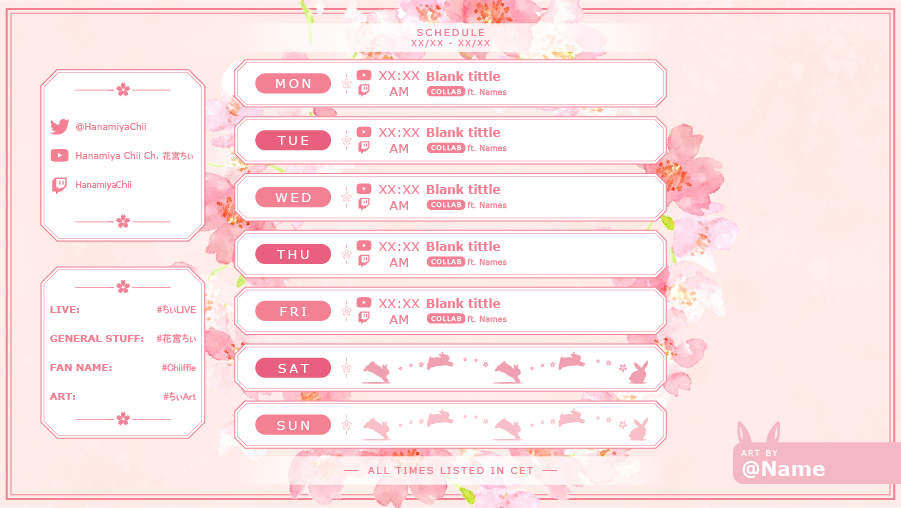 SCHEDULE
XX/XX - XX/XX
@HanamiyaChii
Hanamiya Chii Ch. 花宮ちぃ
HanamiyaChii
LIVE: #ちぃLIVE
GENERAL STUFF: #花宮ちぃ
FAN NAME: #Chiiffle
ART: #ちぃArt
MON XX:XX AM Blank tittle
COLLAB ft. Names
TUE XX:XX AM Blank tittle
COLLAB ft. Names
WED XX:XX AM Blank tittle
COLLAB ft. Names
THU XX:XX AM Blank tittle
COLLAB ft. Names
FRI XX:XX AM Blank tittle
COLLAB ft. Names
SAT
SUN
ALL TIMES LISTED IN CET
ART BY
@Name